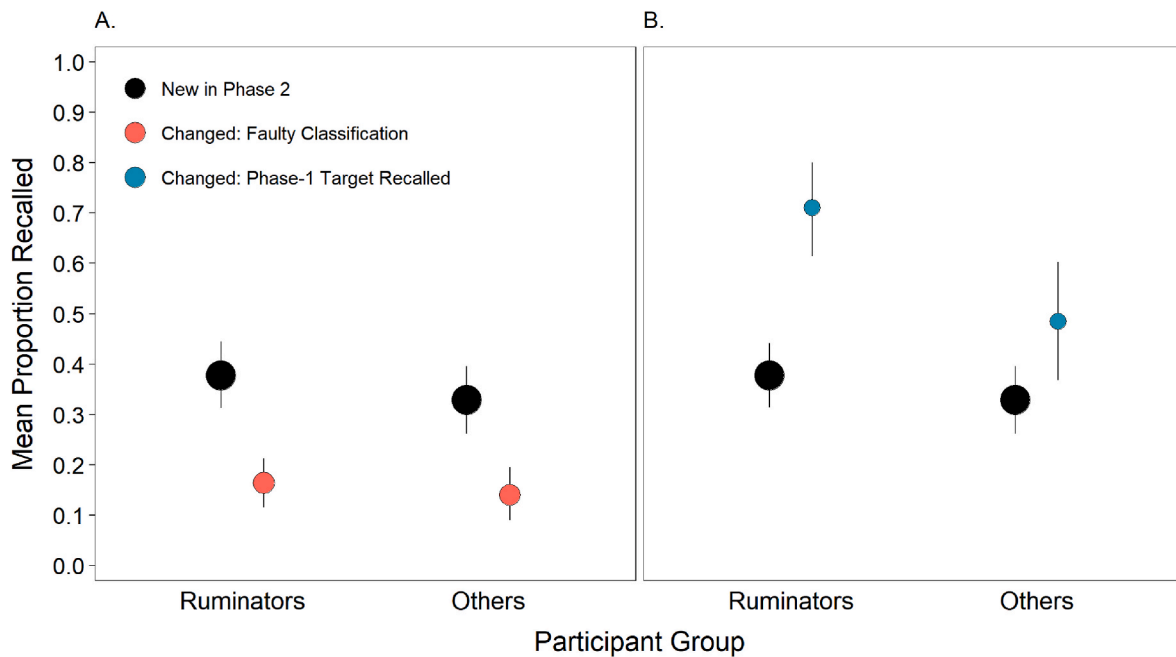 A.
B.
Mean Proportion Recalled
1.0
0.9
0.8
0.7
0.6
0.5
0.4
0.3
0.2
0.1
0.0
New in Phase 2
Changed: Faulty Classification
Changed: Phase-1 Target Recalled
Ruminators
Others
Ruminators
Others
Participant Group